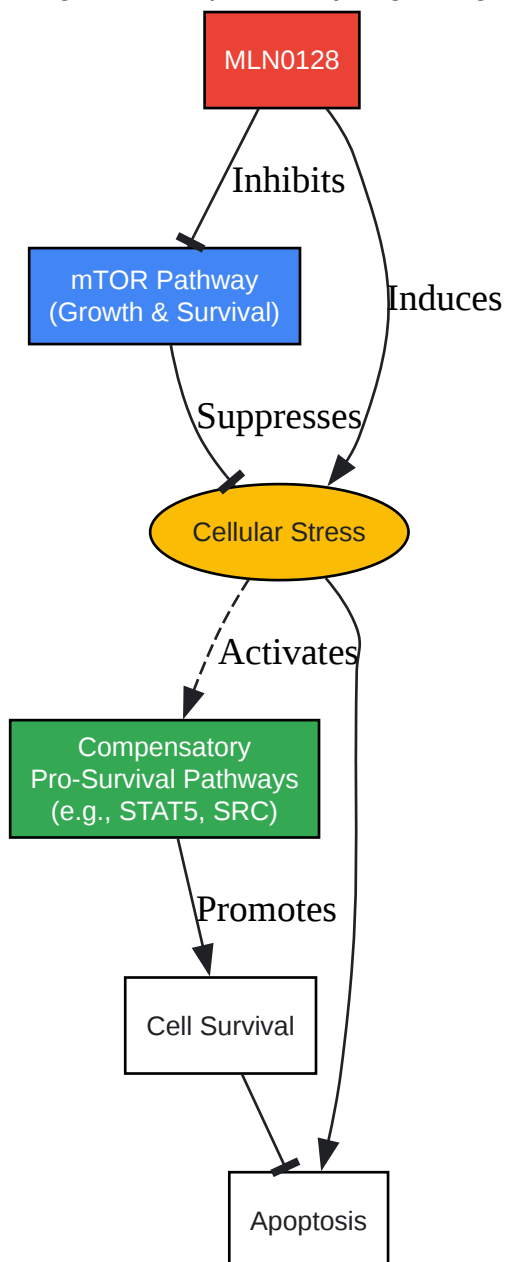 MLN0128
Inhibits
mTOR Pathway
(Growth & Survival)
Induces
Suppresses
Cellular Stress
Activates
Compensatory
Pro-Survival Pathways
(e.g., STAT5, SRC)
Promotes
Cell Survival
Apoptosis